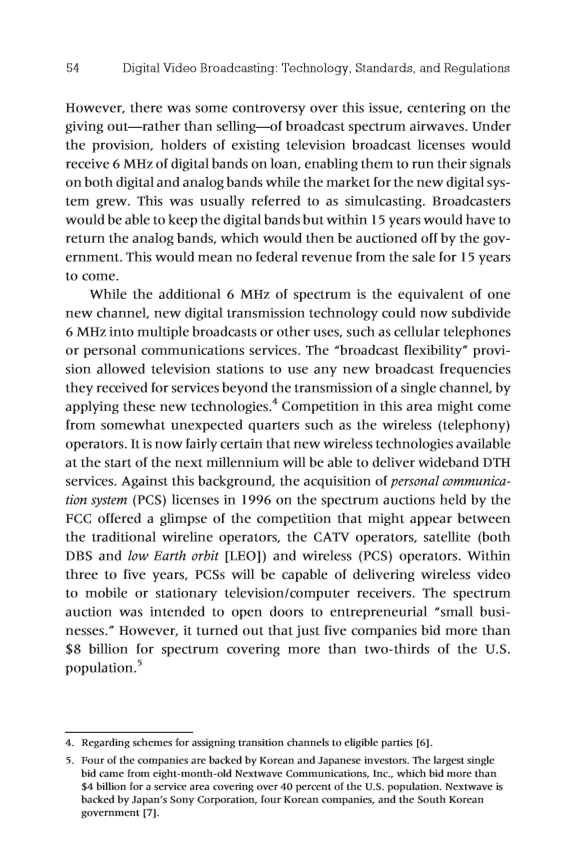 54 Digital Video Broadcasting: Technology, Standards, and Regulations
However, there was some controversy over this issue, centering on the
giving out—rather than selling—of broadcast spectrum airwaves. Under
the provision, holders of existing television broadcast licenses would
receive 6 MHz of digital bands on loan, enabling them to run their signals
on both digital and analog bands while the market for the new digital sys-
tem grew. This was usually referred to as simulcasting. Broadcasters
would be able to keep the digital bands but within 15 years would have to
return the analog bands, which would then be auctioned off by the gov-
ernment. This would mean no federal revenue from the sale for 15 years
to come.
While the additional 6 MHz of spectrum is the equivalent of one
new channel, new digital transmission technology could now subdivide
6 MHz into multiple broadcasts or other uses, such as cellular telephones
or personal communications services. The "broadcast flexibility" provi-
sion allowed television stations to use any new broadcast frequencies
they received for services beyond the transmission of a single channel, by
applying these new technologies.4 Competition in this area might come
from somewhat unexpected quarters such as the wireless (telephony)
operators. It is now fairly certain that new wireless technologies available
at the start of the next millennium will be able to deliver wideband DTH
services. Against this background, the acquisition of personal communica-
tion system (PCS) licenses in 1996 on the spectrum auctions held by the
FCC offered a glimpse of the competition that might appear between
the traditional wireline operators, the CATV operators, satellite (both
DBS and low Earth orbit [LEO]) and wireless (PCS) operators. Within
three to five years, PCSs will be capable of delivering wireless video
to mobile or stationary television/computer receivers. The spectrum
auction was intended to open doors to entrepreneurial "small busi-
nesses." However, it turned out that just five companies bid more than
$8 billion for spectrum covering more than two-thirds of the U.S.
population.5
4. Regarding schemes for assigning transition channels to eligible parties [6].
5. Four of the companies are backed by Korean and Japanese investors. The largest single
bid came from eight-month-old Nextwave Communications, Inc., which bid more than
$4 billion for a service area covering over 40 percent of the U.S. population. Nextwave is
backed by Japan's Sony Corporation, four Korean companies, and the South Korean
government [7].